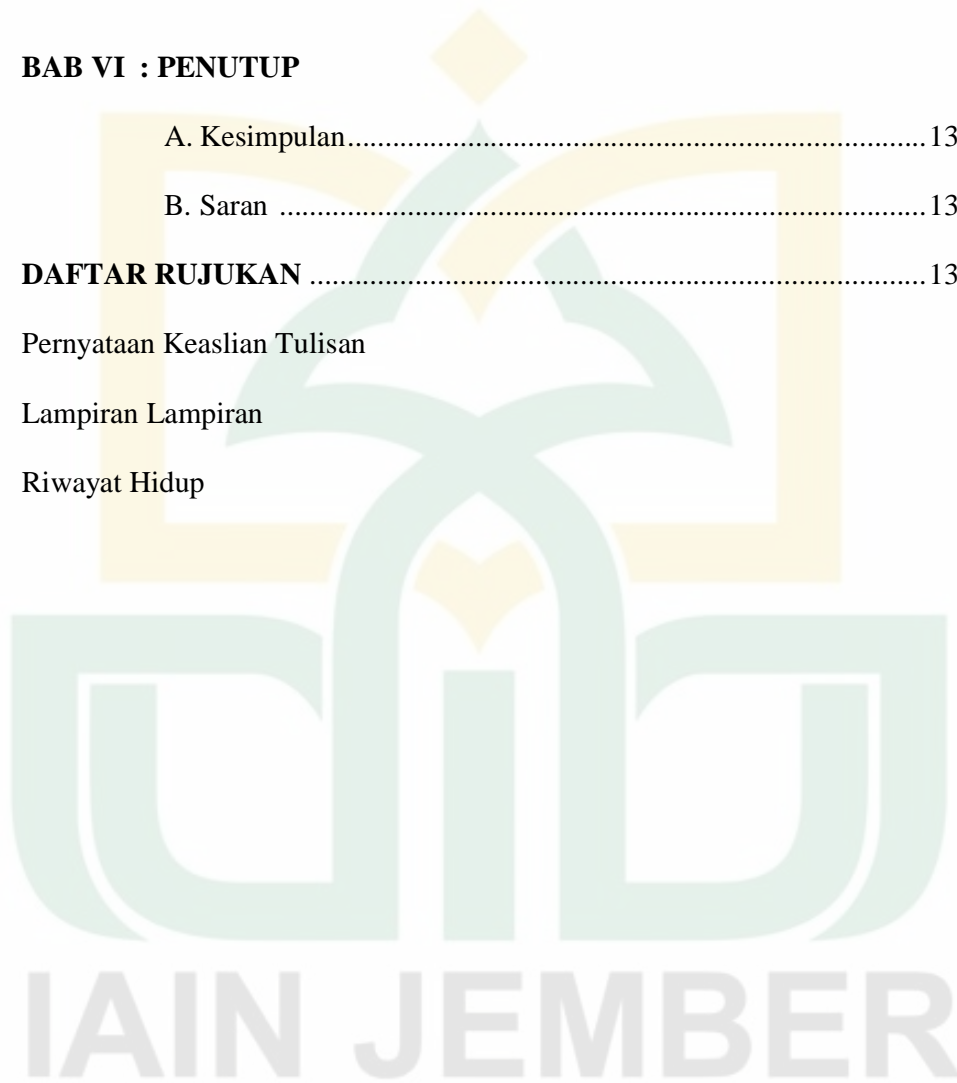 BAB VI : PENUTUP
A. Kesimpulan.............................................................................13
B. Saran ......................................................................................13
DAFTAR RUJUKAN ..................................................................................13
Pernyataan Keaslian Tulisan
Lampiran Lampiran
Riwayat Hidup
IAIN JEMBER